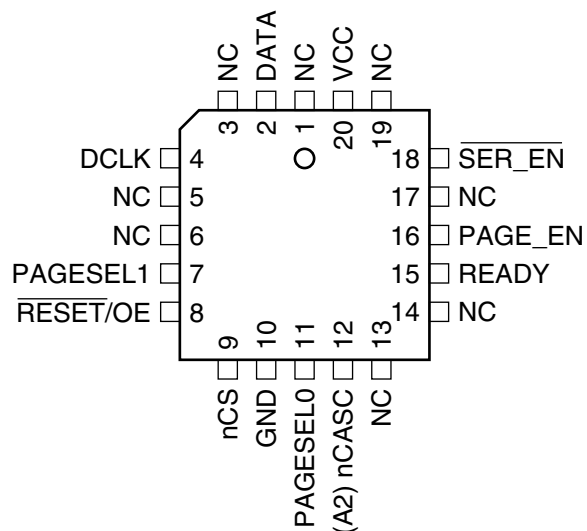 NC
DATA
NC
VCC
NC
3
2
1
20
19
DCLK 4
NC 5
NC 6
PAGESEL1 7
R̅E̅S̅E̅T̅/OE 8
18 S̅E̅R̅_̅E̅N̅
17 NC
16 PAGE_EN
15 READY
14 NC
9
10
11
12
13
nCS
GND
PAGESEL0
(A2) nCASC
NC